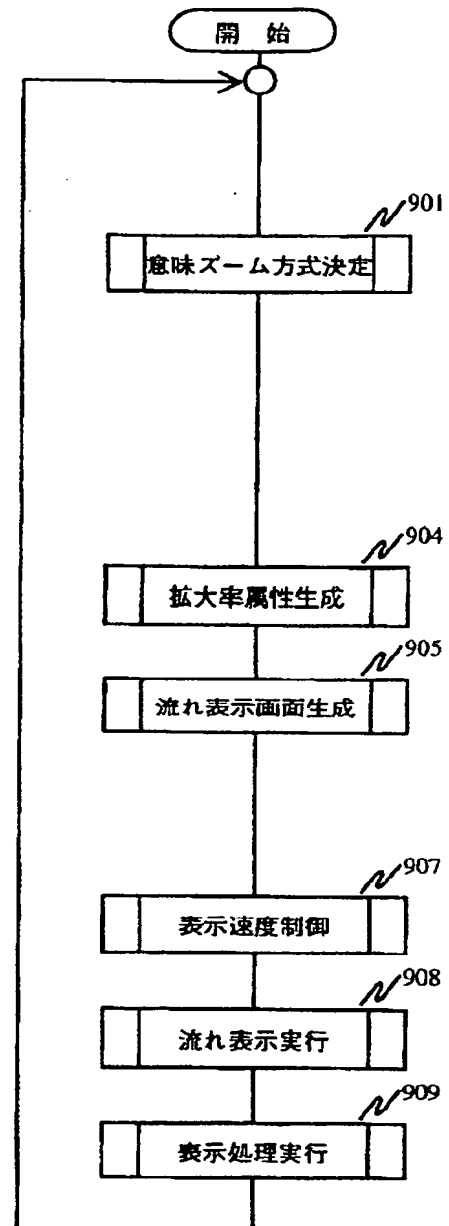 開 始
901
意味ズーム方式決定
904
拡大率属性生成
905
流れ表示画面生成
907
表示速度制御
908
流れ表示実行
909
表示処理実行